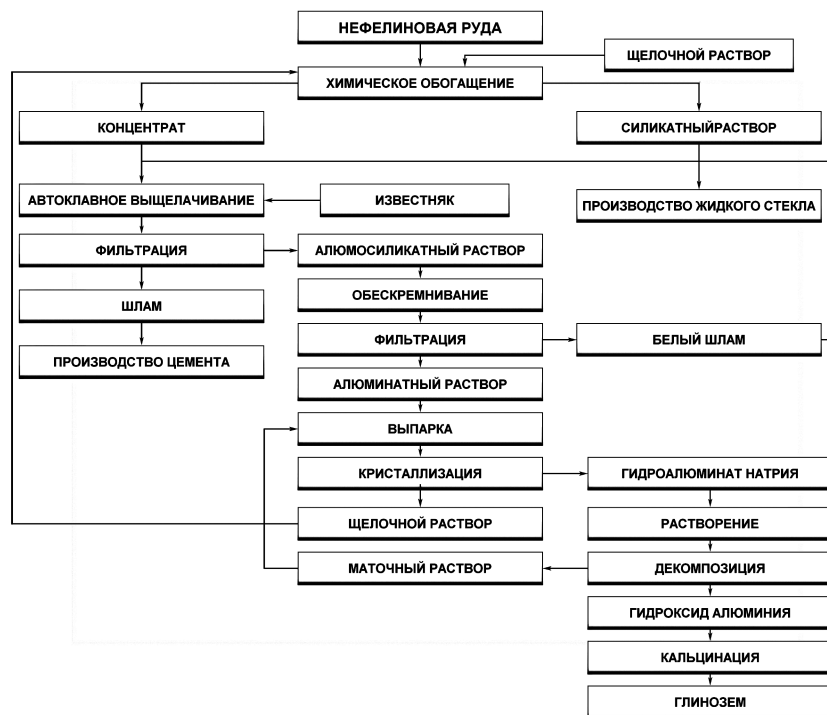 НЕФЕЛИНОВАЯ РУДА
ЩЕЛОЧНОЙ РАСТВОР
ХИМИЧЕСКОЕ ОБОГАЩЕНИЕ
КОНЦЕНТРАТ
СИЛИКАТНЫЙРАСТВОР
АВТОКЛАВНОЕ ВЫЩЕЛАЧИВАНИЕ
ИЗВЕСТНЯК
ПРОИЗВОДСТВО ЖИДКОГО СТЕКЛА
ФИЛЬТРАЦИЯ
АЛЮМОСИЛИКАТНЫЙ РАСТВОР
ОБЕСКРЕМНИВАНИЕ
ШЛАМ
ФИЛЬТРАЦИЯ
БЕЛЫЙ ШЛАМ
ПРОИЗВОДСТВО ЦЕМЕНТА
АЛЮМИНАТНЫЙ РАСТВОР
ВЫПАРКА
КРИСТАЛЛИЗАЦИЯ
ГИДРОАЛЮМИНАТ НАТРИЯ
ЩЕЛОЧНОЙ РАСТВОР
РАСТВОРЕНИЕ
МАТОЧНЫЙ РАСТВОР
ДЕКОМПОЗИЦИЯ
ГИДРОКСИД АЛЮМИНИЯ
КАЛЬЦИНАЦИЯ
ГЛИНОЗЕМ